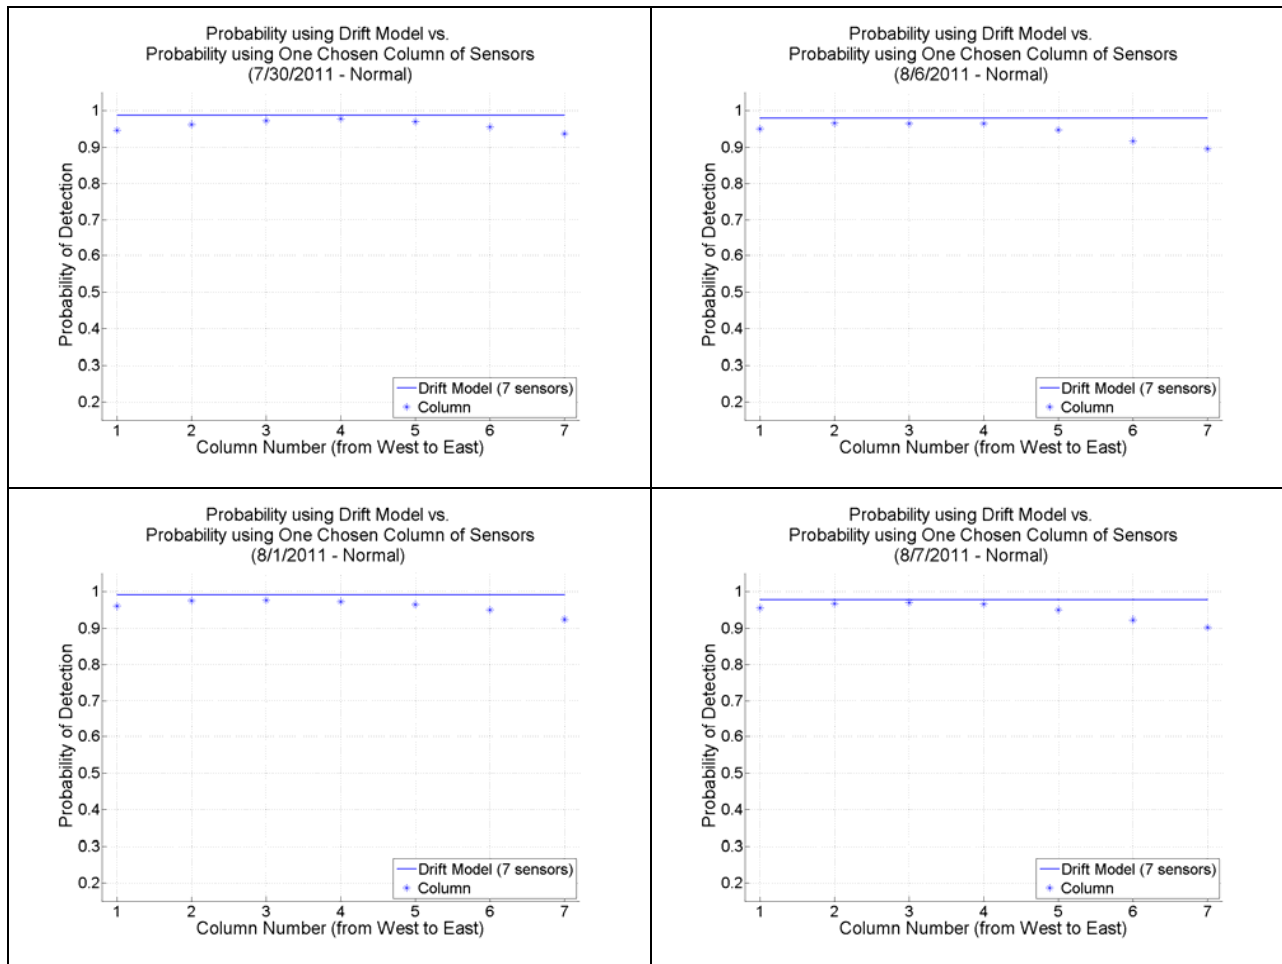 Probability using Drift Model vs.
Probability using One Chosen Column of Sensors
(7/30/2011 - Normal)
Probability of Detection
1
0.9
0.8
0.7
0.6
0.5
0.4
0.3
0.2
Drift Model (7 sensors)
Column
1 2 3 4 5 6 7
Column Number (from West to East)
Probability using Drift Model vs.
Probability using One Chosen Column of Sensors
(8/6/2011 - Normal)
Probability of Detection
1
0.9
0.8
0.7
0.6
0.5
0.4
0.3
0.2
Drift Model (7 sensors)
Column
1 2 3 4 5 6 7
Column Number (from West to East)
Probability using Drift Model vs.
Probability using One Chosen Column of Sensors
(8/1/2011 - Normal)
Probability of Detection
1
0.9
0.8
0.7
0.6
0.5
0.4
0.3
0.2
Drift Model (7 sensors)
Column
1 2 3 4 5 6 7
Column Number (from West to East)
Probability using Drift Model vs.
Probability using One Chosen Column of Sensors
(8/7/2011 - Normal)
Probability of Detection
1
0.9
0.8
0.7
0.6
0.5
0.4
0.3
0.2
Drift Model (7 sensors)
Column
1 2 3 4 5 6 7
Column Number (from West to East)